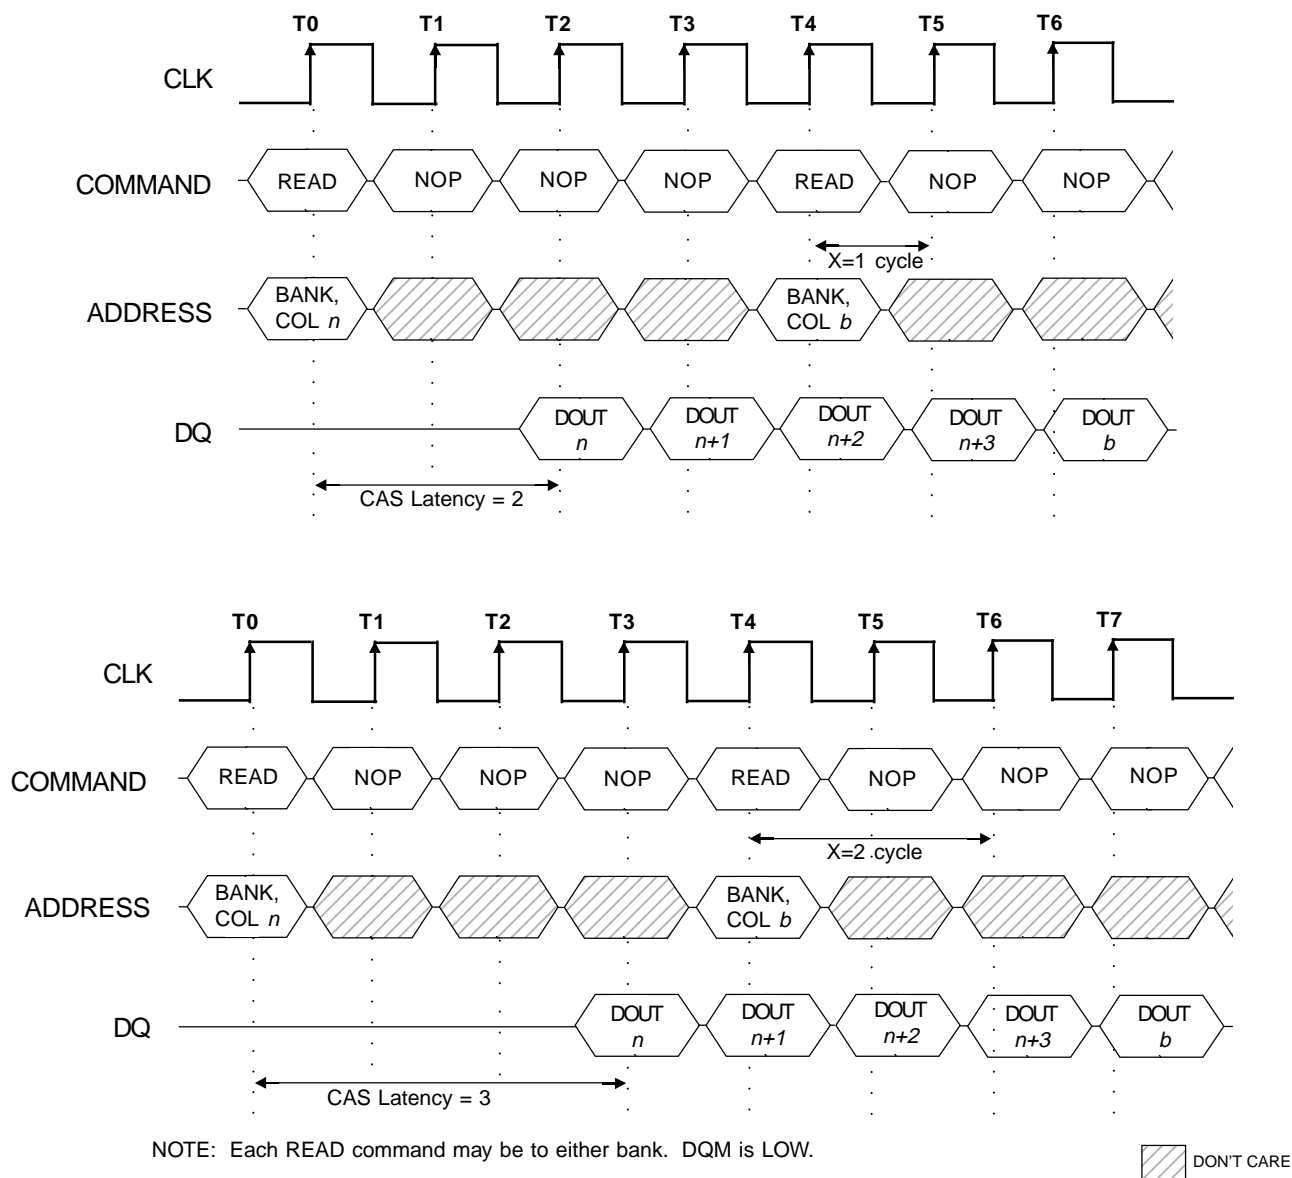 T0 T1 T2 T3 T4 T5 T6
CLK
COMMAND READ NOP NOP NOP READ NOP NOP
X=1 cycle
ADDRESS BANK, COL n BANK, COL b
DQ DOUT n DOUT n+1 DOUT n+2 DOUT n+3 DOUT b
CAS Latency = 2
T0 T1 T2 T3 T4 T5 T6 T7
CLK
COMMAND READ NOP NOP NOP READ NOP NOP NOP
X=2 cycle
ADDRESS BANK, COL n BANK, COL b
DQ DOUT n DOUT n+1 DOUT n+2 DOUT n+3 DOUT b
CAS Latency = 3
NOTE: Each READ command may be to either bank. DQM is LOW.
DON'T CARE